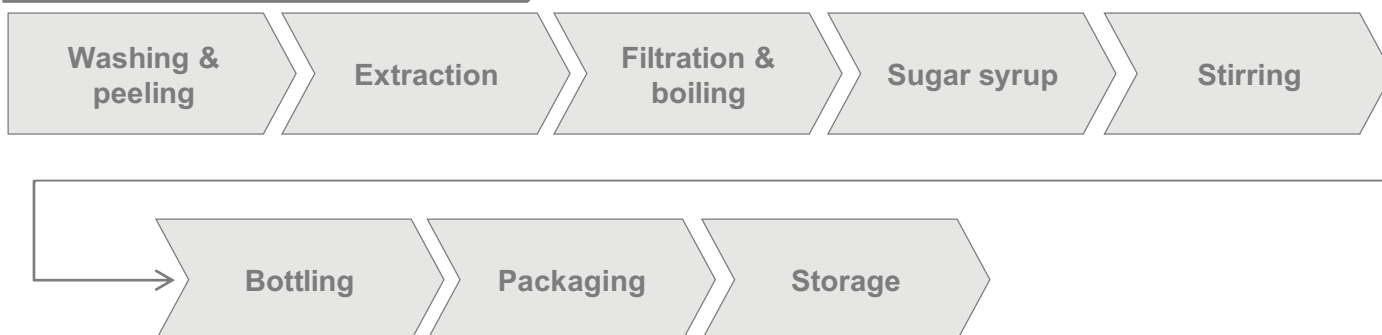 Washing &
peeling
Extraction
Filtration &
boiling
Sugar syrup
Stirring
Bottling
Packaging
Storage